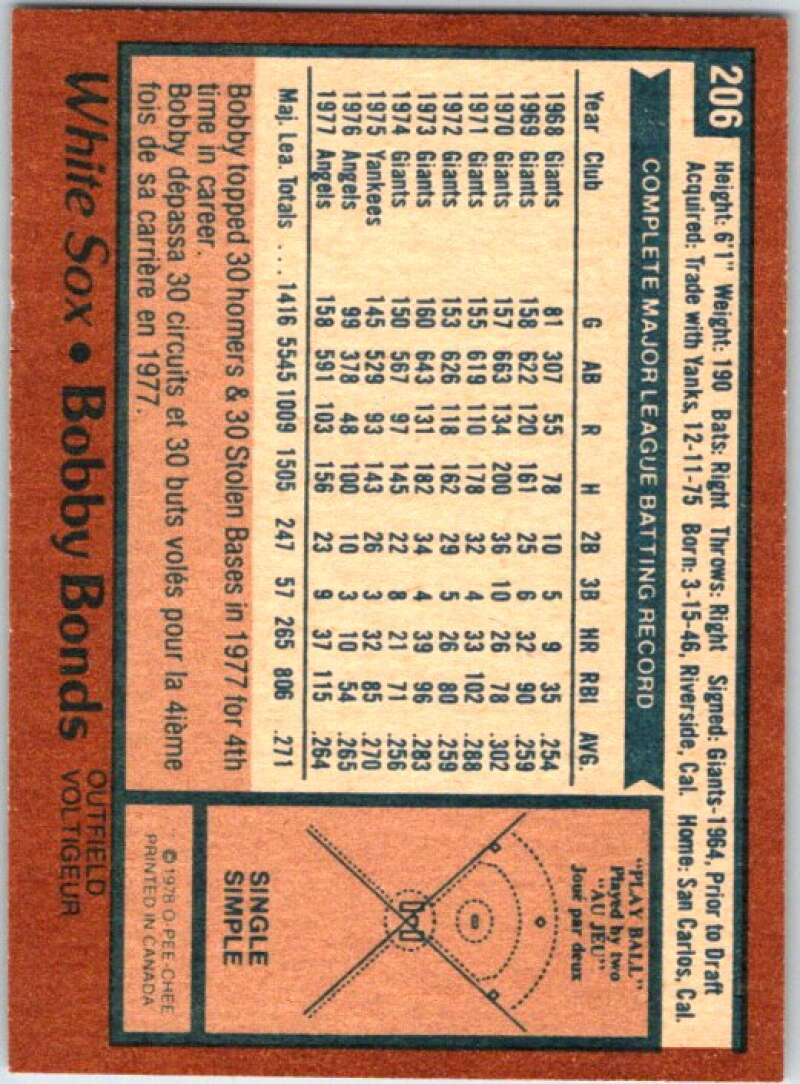 206
Height: 6'1" Weight: 190 Bats: Right Throws: Right Signed: Giants-1964, Prior to Draft
Acquired: Trade with Yanks, 12-11-75 Born: 3-15-46, Riverside, Cal. Home: San Carlos, Cal.
COMPLETE MAJOR LEAGUE BATTING RECORD
Year Club G AB R H 2B 3B HR RBI AVG.
1968 Giants 81 307 55 78 10 5 9 35 .254
1969 Giants 158 622 120 161 25 6 32 90 .259
1970 Giants 157 663 134 200 36 10 26 78 .302
1971 Giants 155 619 110 178 32 4 33 102 .288
1972 Giants 153 626 118 162 29 5 26 80 .259
1973 Giants 160 643 131 182 34 4 39 96 .283
1974 Giants 150 567 97 145 22 8 21 71 .256
1975 Yankees 145 529 93 143 26 3 32 85 .270
1976 Angels 99 378 48 100 10 3 10 54 .265
1977 Angels 158 591 103 156 23 9 37 115 .264
Maj. Lea. Totals ... 1416 5545 1009 1505 247 57 265 806 .271
Bobby topped 30 homers & 30 Stolen Bases in 1977 for 4th
time in career.
Bobby dépassa 30 circuits et 30 buts volés pour la 4ième
fois de sa carrière en 1977.
"PLAY BALL"
Played by two
"AU JEU"
Joué par deux
SINGLE
SIMPLE
© 1978 O-PEE-CHEE
PRINTED IN CANADA
White Sox • Bobby Bonds OUTFIELD
VOLTIGEUR